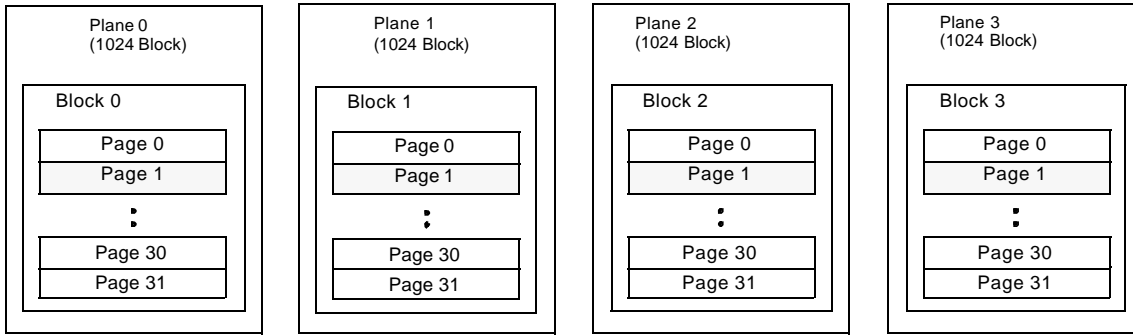 Plane 0
(1024 Block)
Block 0
Page 0
Page 1
Page 30
Page 31
Plane 1
(1024 Block)
Block 1
Page 0
Page 1
Page 30
Page 31
Plane 2
(1024 Block)
Block 2
Page 0
Page 1
Page 30
Page 31
Plane 3
(1024 Block)
Block 3
Page 0
Page 1
Page 30
Page 31